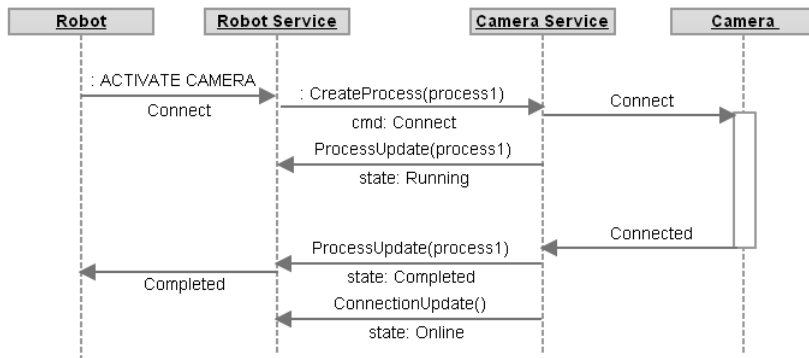 Robot
Robot Service
Camera Service
Camera
: ACTIVATE CAMERA
Connect
: CreateProcess(process1)
cmd: Connect
Connect
ProcessUpdate(process1)
state: Running
Connected
ProcessUpdate(process1)
state: Completed
Completed
ConnectionUpdate()
state: Online